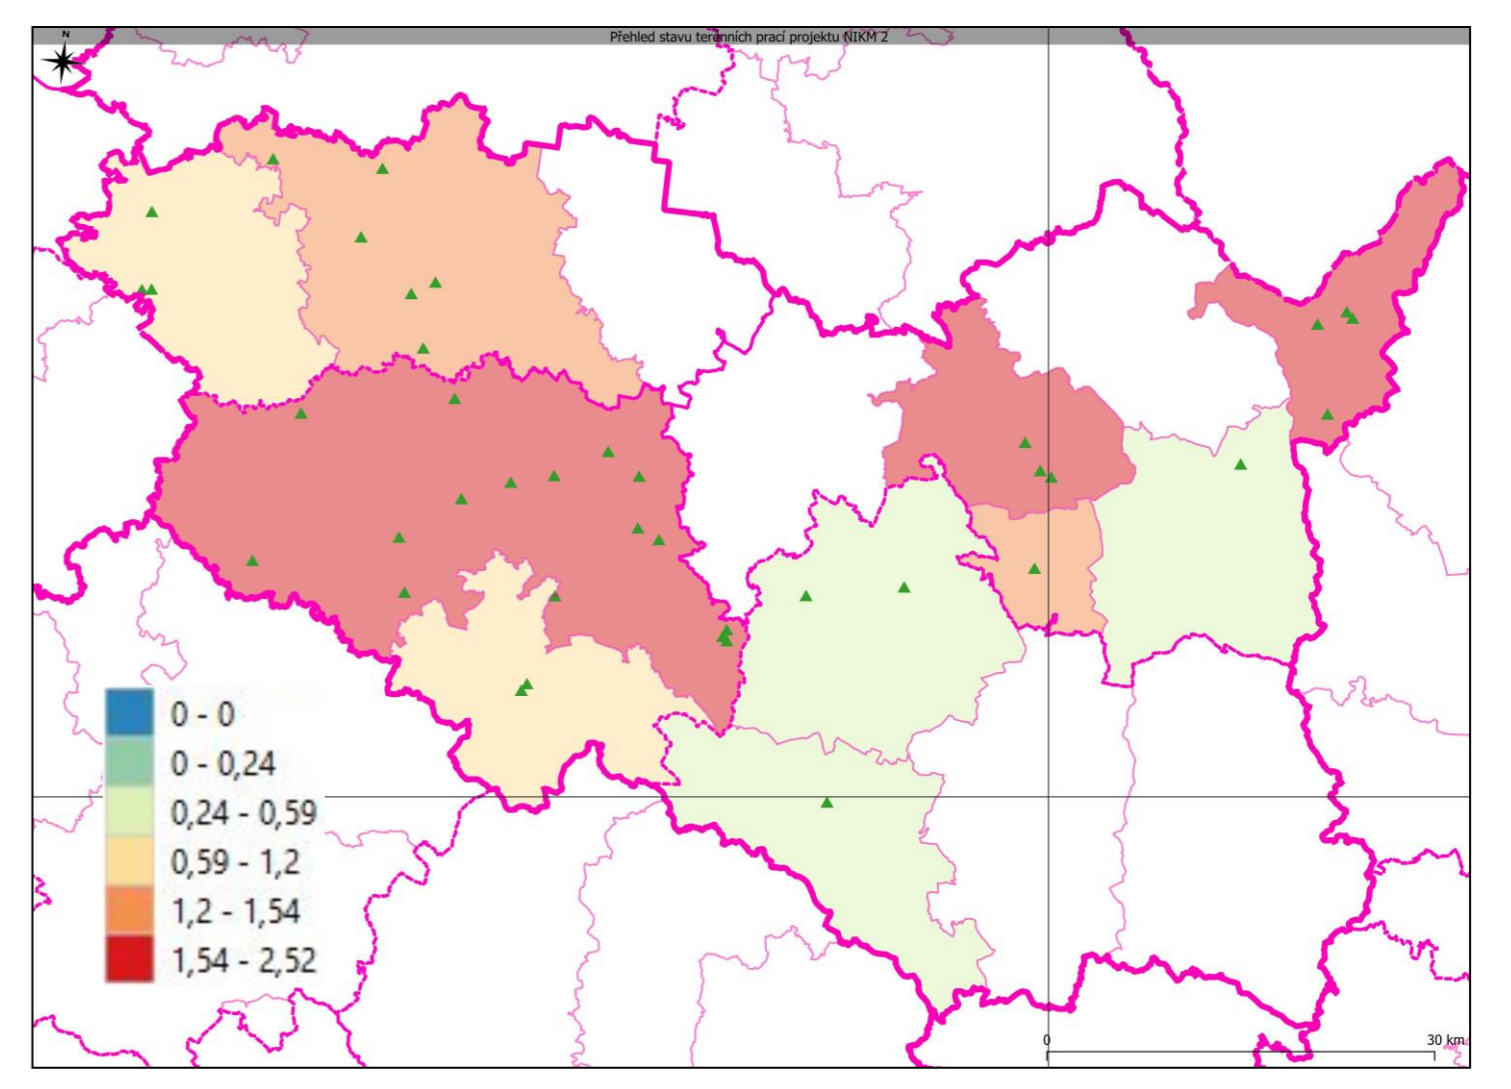 Přehled stavu terénních prací projektu NIKM 2
N
0 - 0
0 - 0,24
0,24 - 0,59
0,59 - 1,2
1,2 - 1,54
1,54 - 2,52
0 30 km